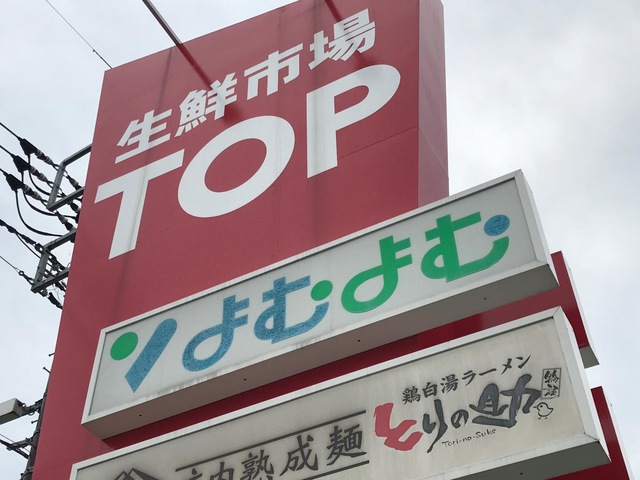 生鮮市場
TOP
よむよむ
鶏白湯ラーメン
とりの助
Tori-no-Suke
内熟成麺